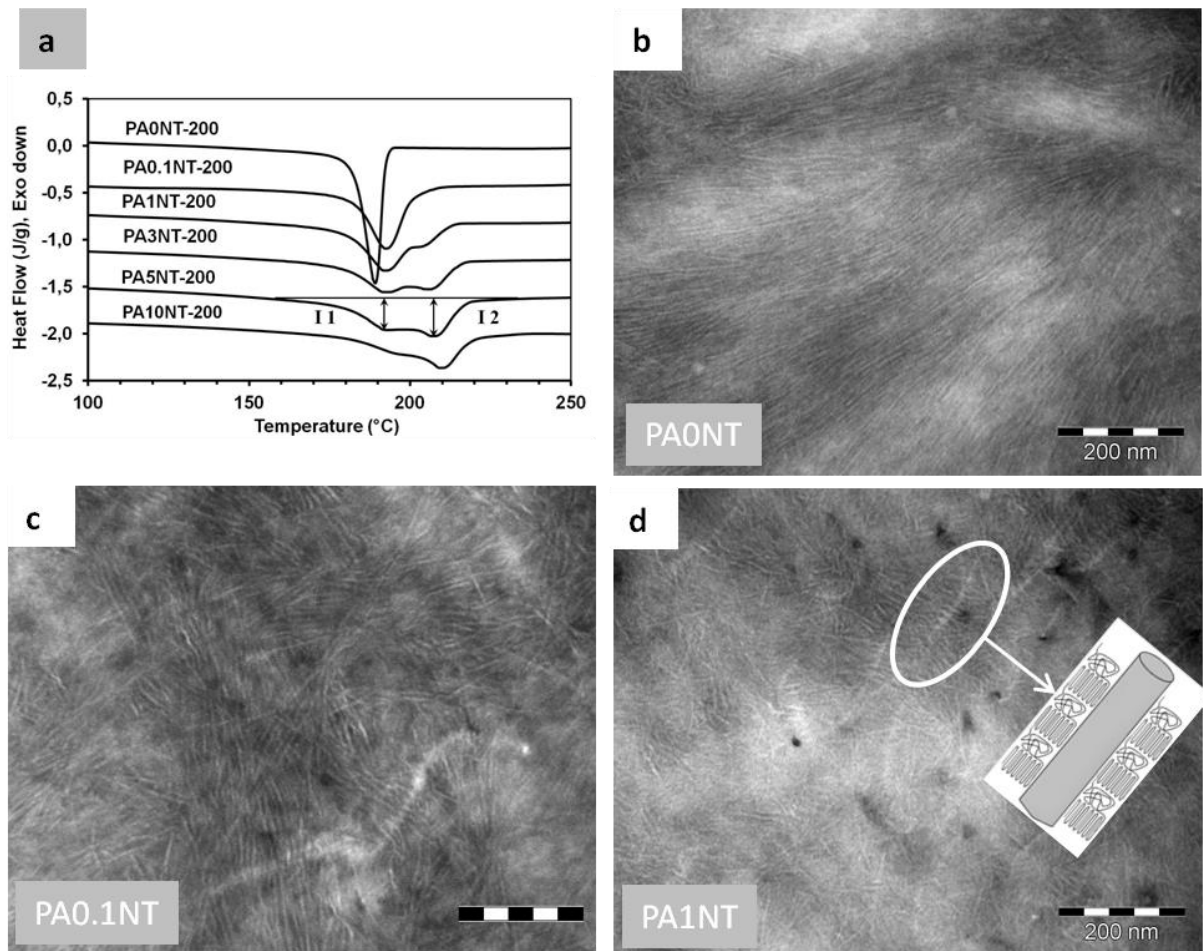 a
Heat Flow (J/g), Exo down
0,5
0,0
-0,5
-1,0
-1,5
-2,0
-2,5
PA0NT-200
PA0.1NT-200
PA1NT-200
PA3NT-200
PA5NT-200
PA10NT-200
I 1
I 2
100
150
200
250
Temperature (°C)
b
PA0NT
200 nm
c
PA0.1NT
d
PA1NT
200 nm